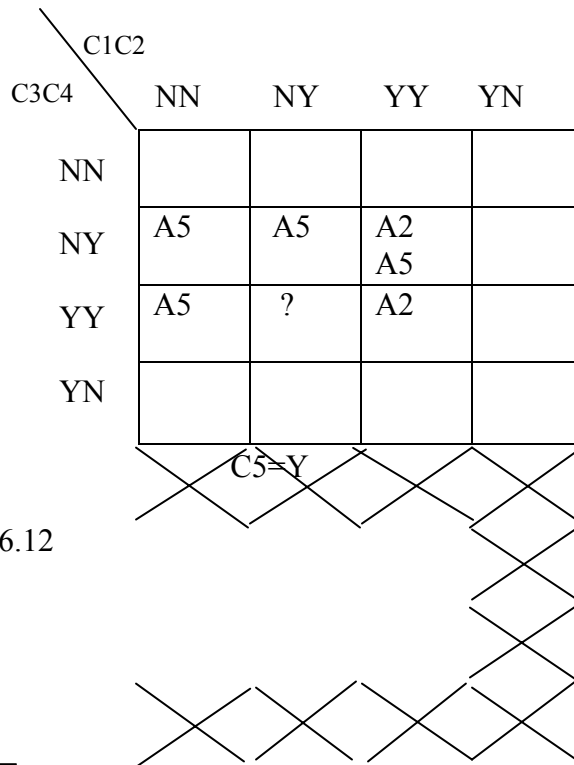 C1C2
C3C4
NN NY YY YN
NN
NY A5 A5 A2
A5
YY A5 ? A2
YN
C5=Y
6.12